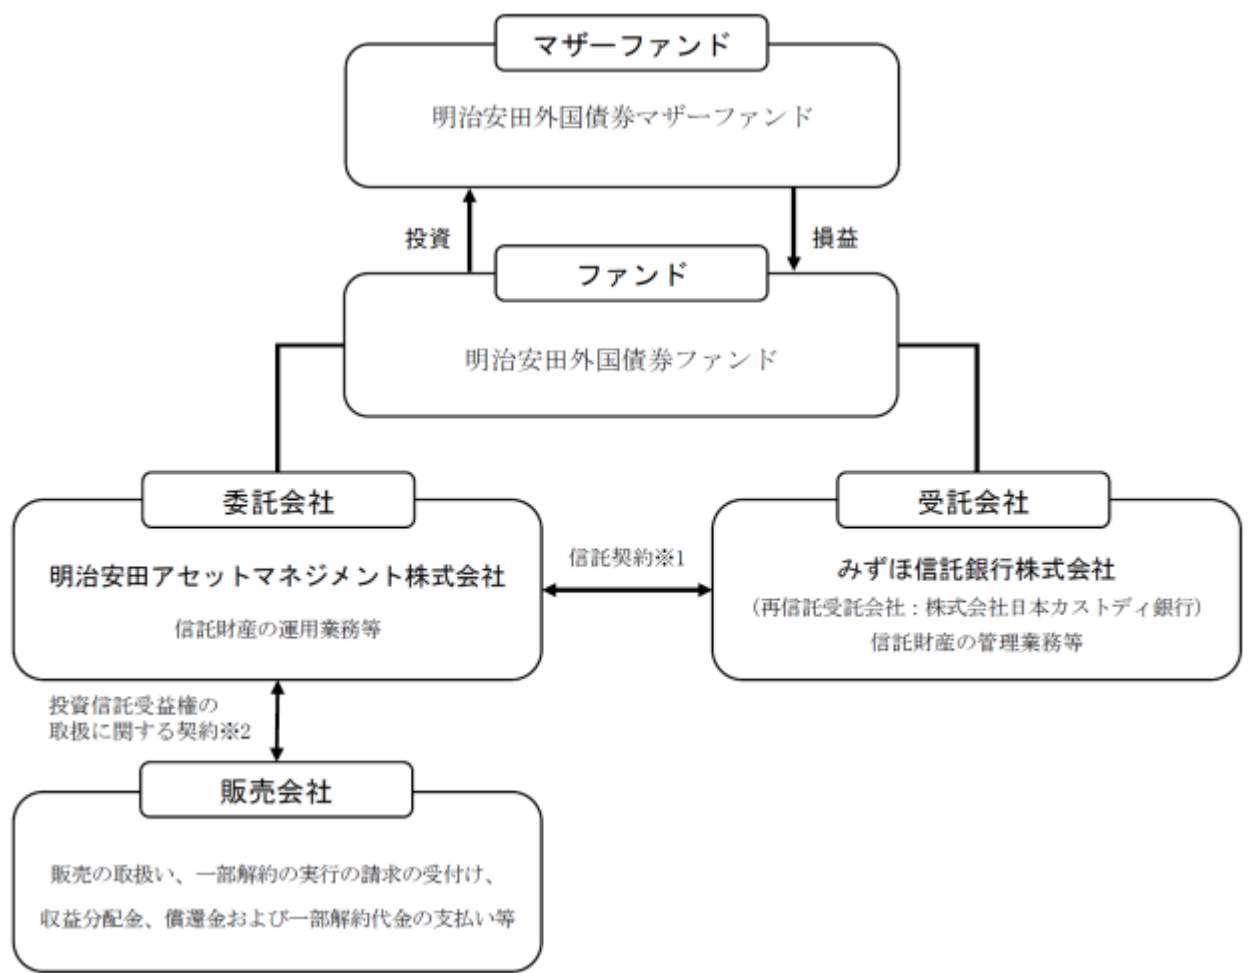 マザーファンド
明治安田外国債券マザーファンド
投資
損益
ファンド
明治安田外国債券ファンド
委託会社
明治安田アセットマネジメント株式会社
信託財産の運用業務等
信託契約※1
受託会社
みずほ信託銀行株式会社
（再信託受託会社：株式会社日本カストディ銀行）
信託財産の管理業務等
投資信託受益権の
取扱に関する契約※2
販売会社
販売の取扱い、一部解約の実行の請求の受付け、
収益分配金、償還金および一部解約代金の支払い等